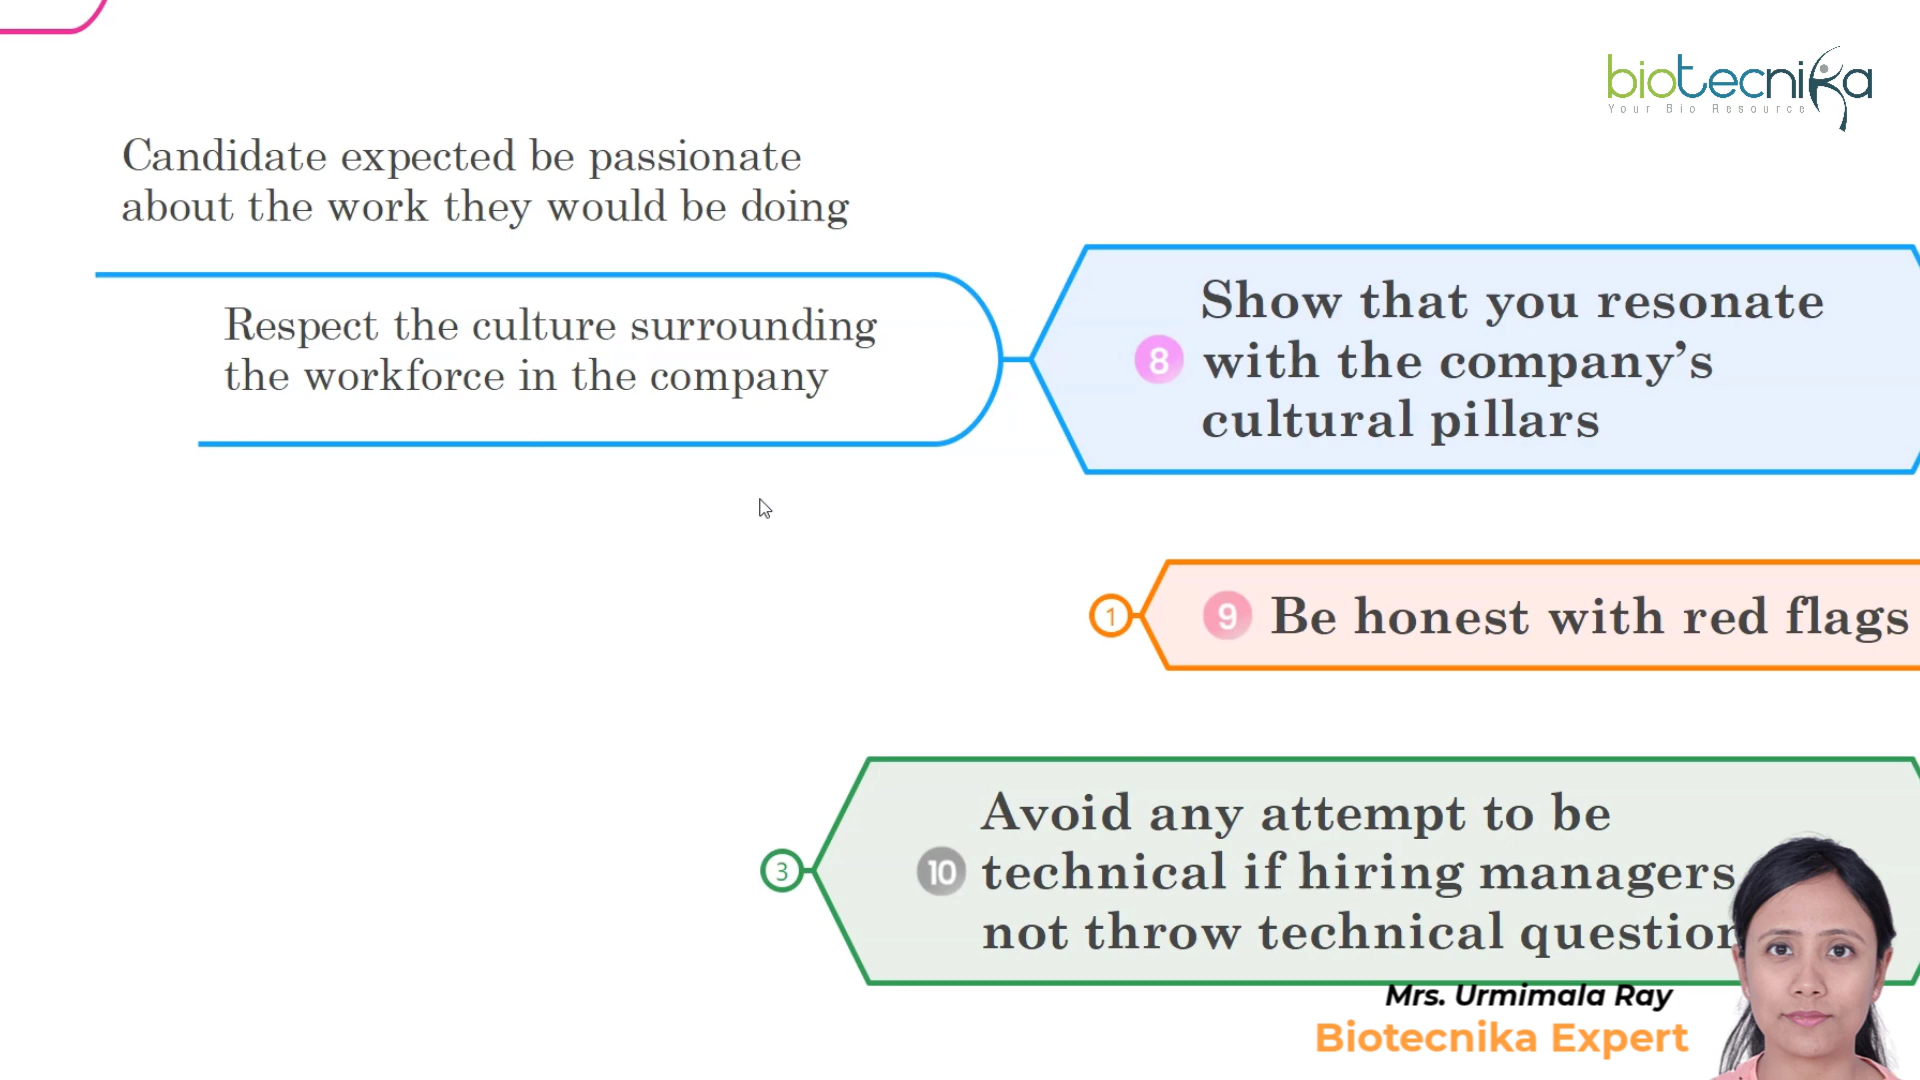 biotecnika
Your Bio Resource
Candidate expected be passionate
about the work they would be doing
Respect the culture surrounding
the workforce in the company
8
Show that you resonate
with the company’s
cultural pillars
1
9 Be honest with red flags
3
10
Avoid any attempt to be
technical if hiring managers
not throw technical question
Mrs. Urmimala Ray
Biotecnika Expert